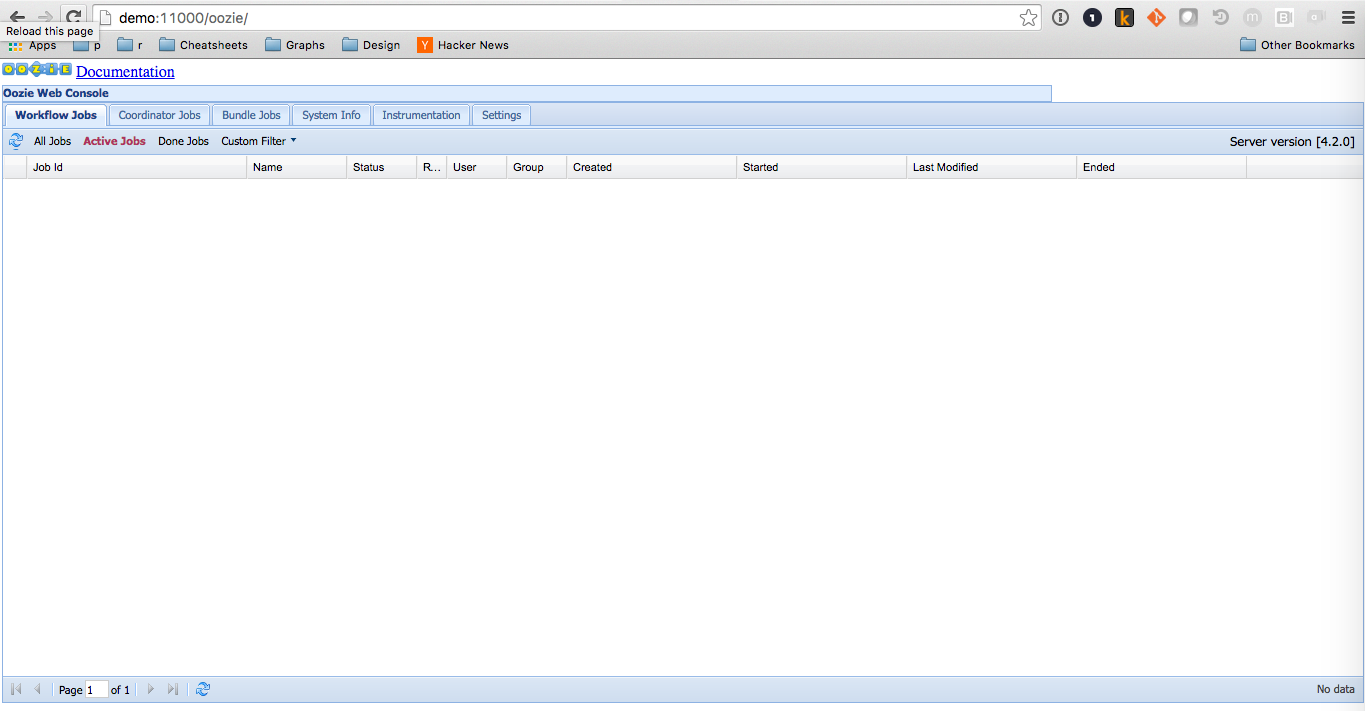 demo:11000/oozie/
Reload this page
Apps p r Cheatsheets Graphs Design Y Hacker News Other Bookmarks
OOZIE Documentation
Oozie Web Console
Workflow Jobs Coordinator Jobs Bundle Jobs System Info Instrumentation Settings
All Jobs Active Jobs Done Jobs Custom Filter Server version [4.2.0]
Job Id Name Status R... User Group Created Started Last Modified Ended
Page 1 of 1 No data